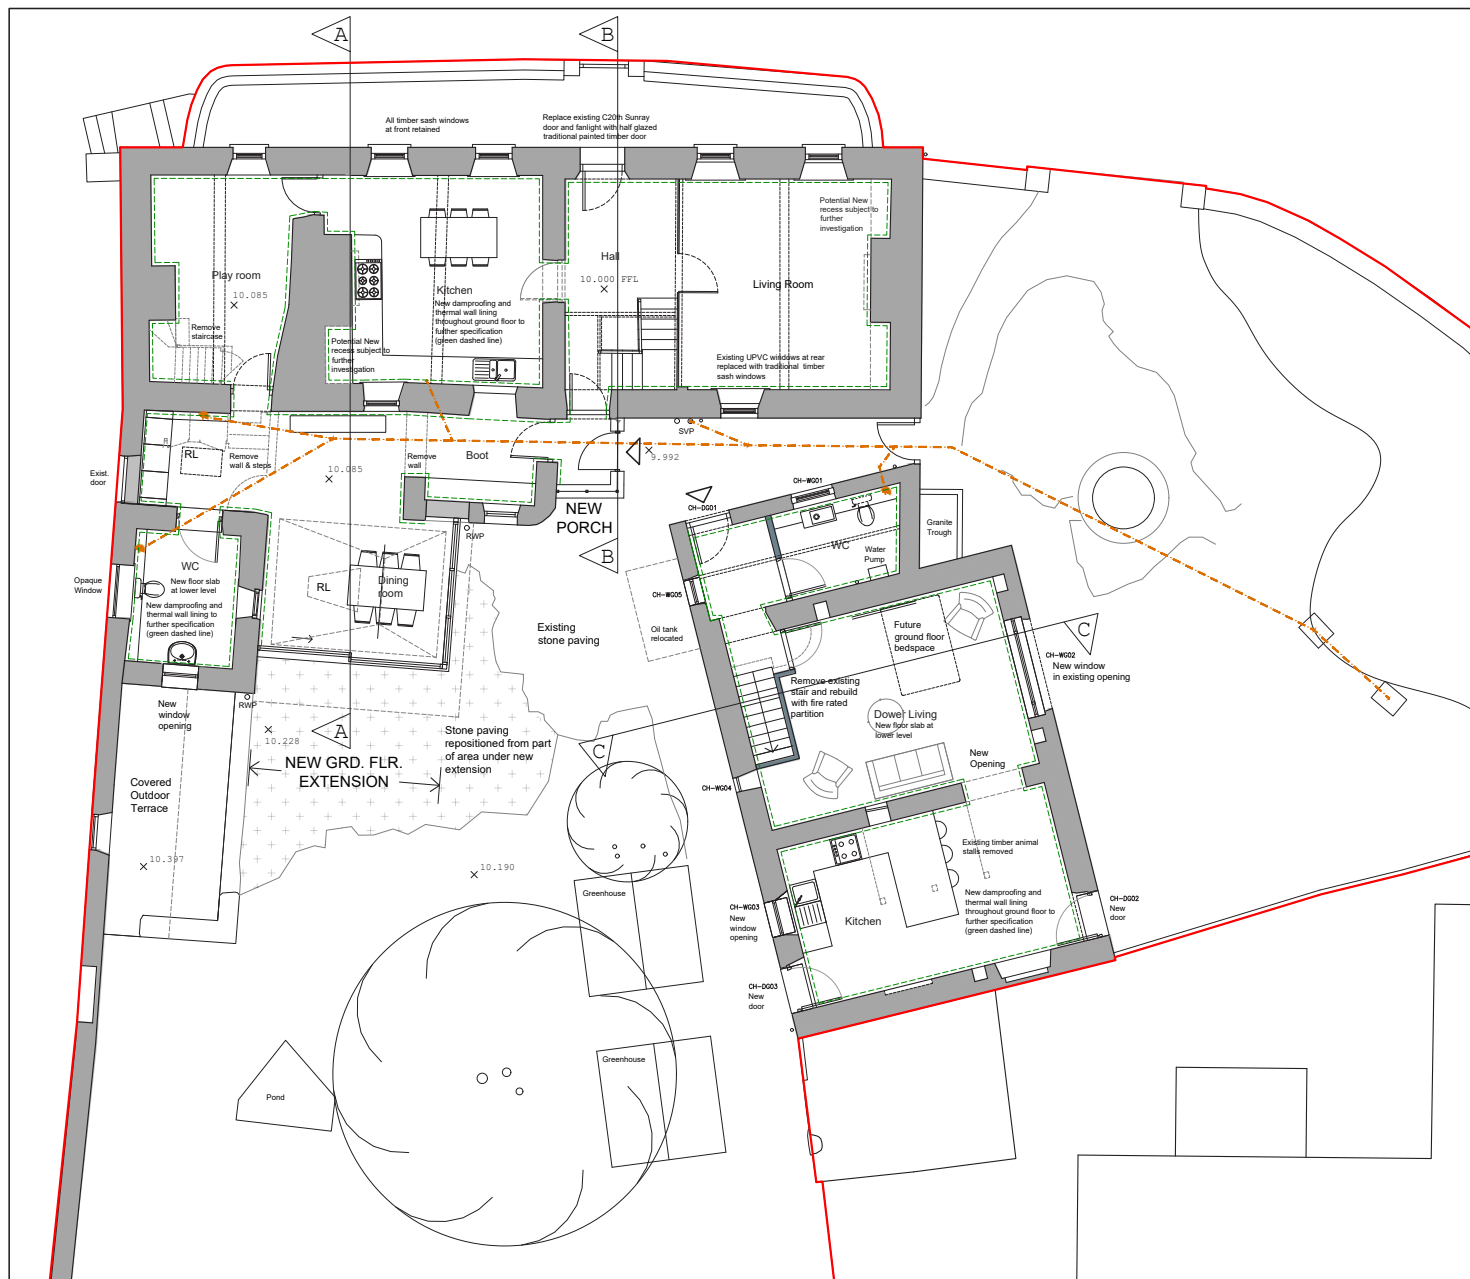 A
B
All timber sash windows
at front retained
Replace existing C20th Sunray
door and fanlight with half glazed
traditional painted timber door
Potential New
recess subject to
further
investigation
Play room
10.085
Hall
10.000 FFL
Living Room
Kitchen
New damproofing and
thermal wall lining
throughout ground floor to
further specification
(green dashed line)
Remove
staircase
Potential New
recess subject to
further
investigation
Existing UPVC windows at rear
replaced with traditional timber
sash windows
SVP
9.992
RL
Remove
wall & steps
Remove
wall
Boot
10.085
Exist.
door
NEW
PORCH
RWP
B
CH-WG01
CH-DG01
WC
Water
Pump
Granite
Trough
CH-WG05
Oil tank
relocated
WC
New floor slab
at lower level
New damproofing and
thermal wall lining to
further specification
(green dashed line)
Opaque
Window
RL
Dining
room
Existing
stone paving
Future
ground floor
bedspace
C
CH-WG02
New window
in existing opening
Remove existing
stair and rebuild
with fire rated
partition
Dower Living
New floor slab at
lower level
New
Opening
New
window
opening
RWP
10.228
A
Stone paving
repositioned from part
of area under new
extension
NEW GRD. FLR.
EXTENSION
C
CH-WG04
Covered
Outdoor
Terrace
10.397
10.190
Greenhouse
Existing timber animal
stalls removed
New damproofing and
thermal wall lining
throughout ground floor to
further specification
(green dashed line)
Kitchen
CH-WG03
New
window
opening
CH-DG02
New
door
CH-DG03
New
door
Greenhouse
Pond